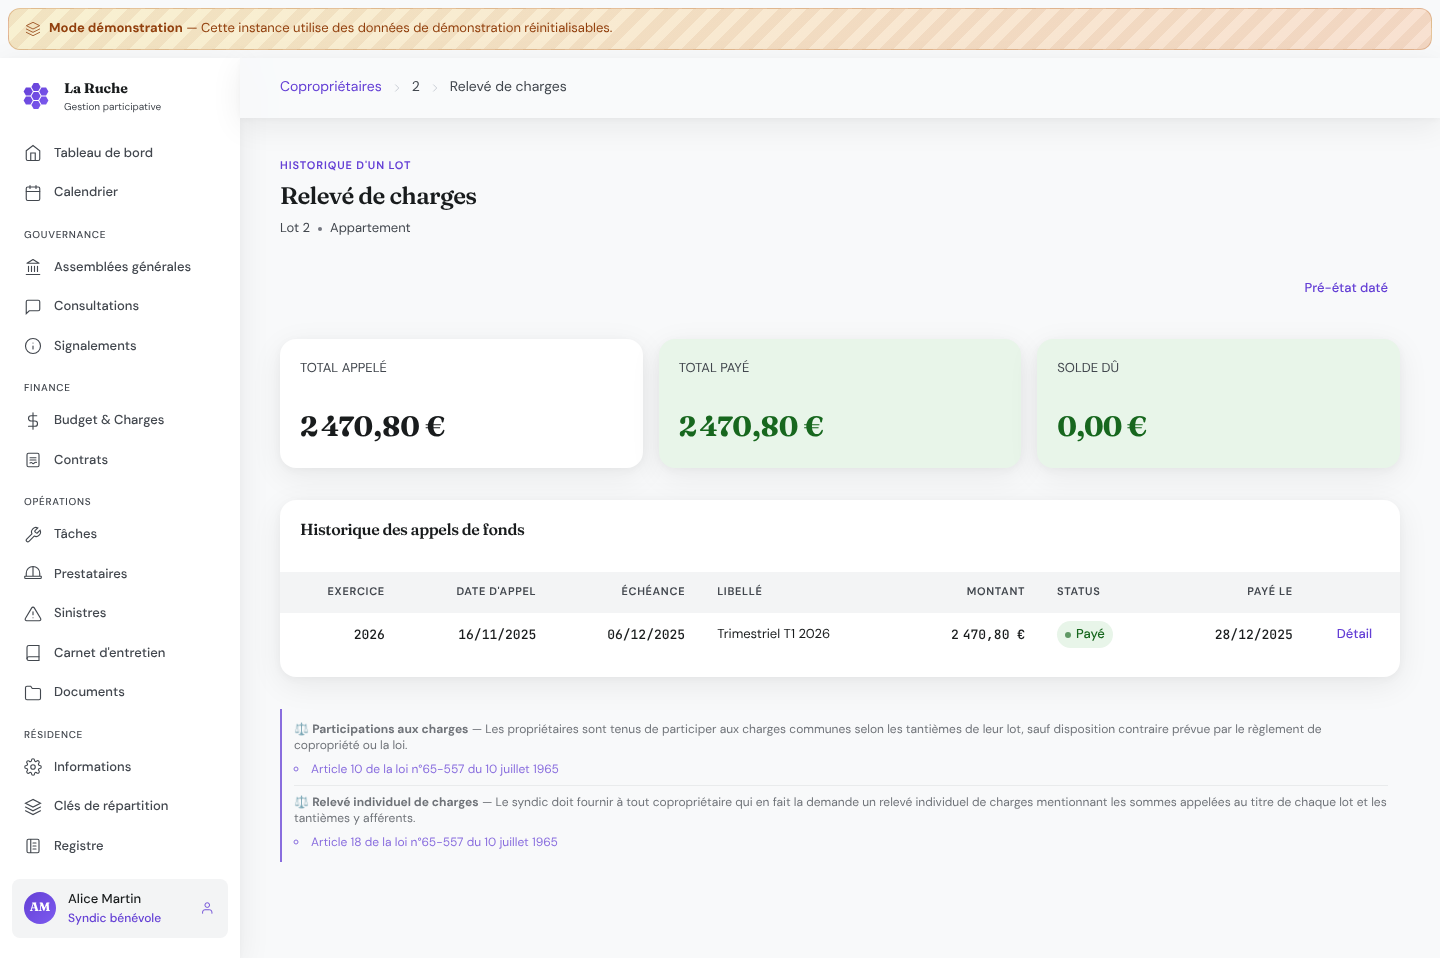 Mode démonstration — Cette instance utilise des données de démonstration réinitialisables.
La Ruche
Gestion participative
Tableau de bord
Calendrier
GOUVERNANCE
Assemblées générales
Consultations
Signalements
FINANCE
Budget & Charges
Contrats
OPÉRATIONS
Tâches
Prestataires
Sinistres
Carnet d'entretien
Documents
RÉSIDENCE
Informations
Clés de répartition
Registre
AM
Alice Martin
Syndic bénévole
Copropriétaires > 2 > Relevé de charges
HISTORIQUE D'UN LOT
Relevé de charges
Lot 2 • Appartement
Pré-état daté
TOTAL APPELÉ
2 470,80 €
TOTAL PAYÉ
2 470,80 €
SOLDE DÛ
0,00 €
Historique des appels de fonds
EXERCICE DATE D'APPEL ÉCHÉANCE LIBELLÉ MONTANT STATUS PAYÉ LE
2026 16/11/2025 06/12/2025 Trimestriel T1 2026 2 470,80 € Payé 28/12/2025 Détail
⚖️ Participations aux charges — Les propriétaires sont tenus de participer aux charges communes selon les tantièmes de leur lot, sauf disposition contraire prévue par le règlement de
copropriété ou la loi.
Article 10 de la loi n°65-557 du 10 juillet 1965
⚖️ Relevé individuel de charges — Le syndic doit fournir à tout copropriétaire qui en fait la demande un relevé individuel de charges mentionnant les sommes appelées au titre de chaque lot et les
tantièmes y afférents.
Article 18 de la loi n°65-557 du 10 juillet 1965